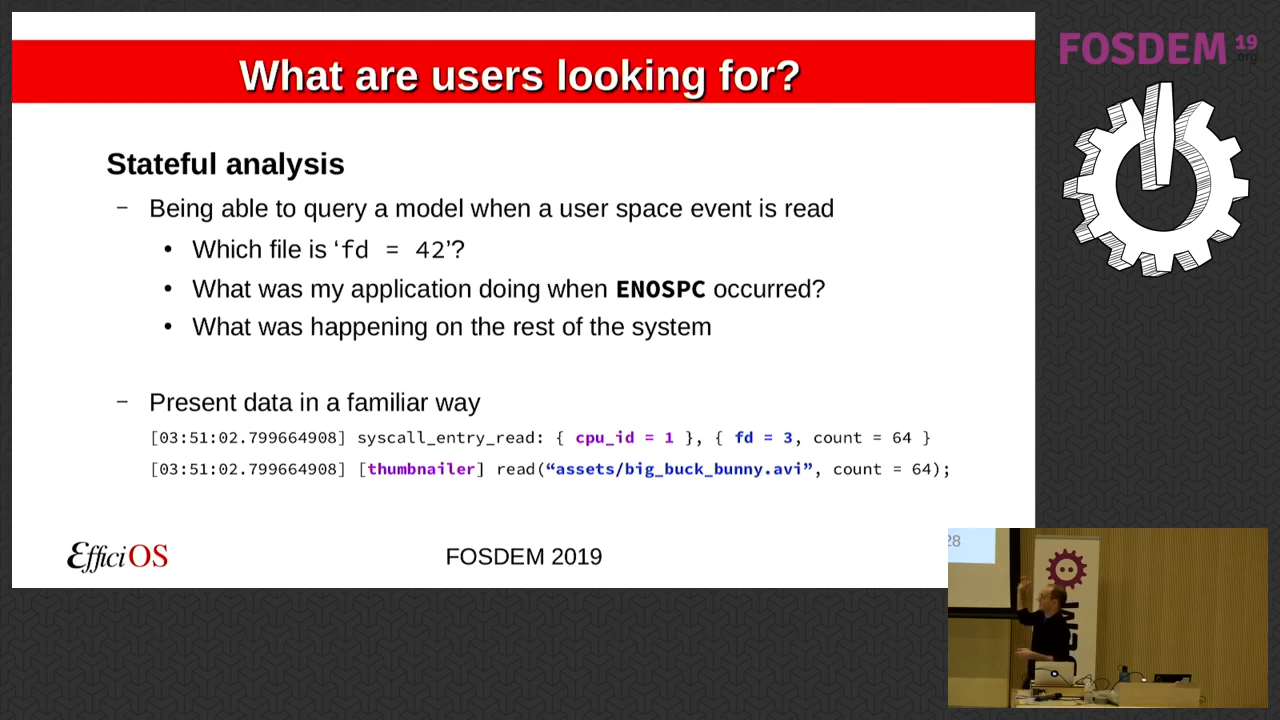 What are users looking for?
FOSDEM 19
.org
Stateful analysis
– Being able to query a model when a user space event is read
• Which file is ‘fd = 42’?
• What was my application doing when ENOSPC occurred?
• What was happening on the rest of the system
– Present data in a familiar way
[03:51:02.799664908] syscall_entry_read: { cpu_id = 1 }, { fd = 3, count = 64 }
[03:51:02.799664908] [thumbnailer] read(“assets/big_buck_bunny.avi”, count = 64);
EfficiOS
FOSDEM 2019
28